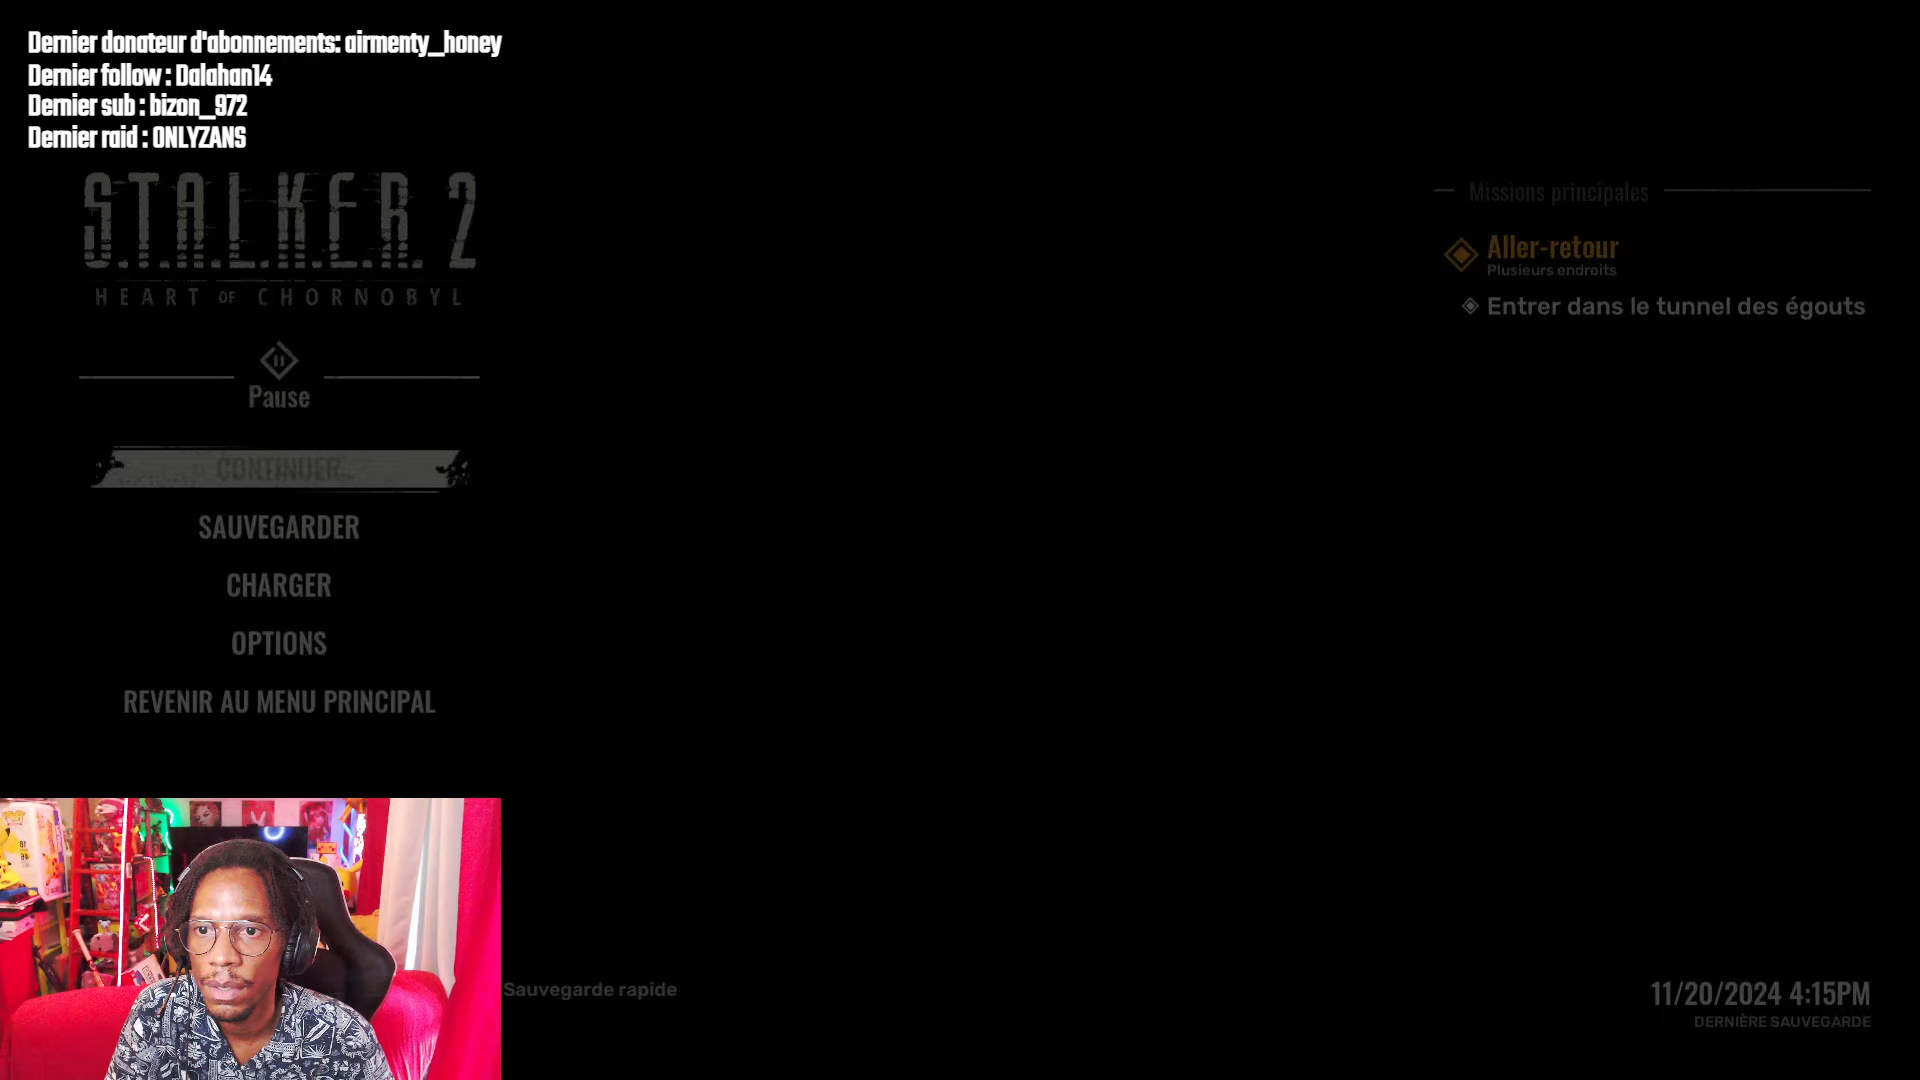 Dernier donateur d'abonnements: airmenty_honey
Dernier follow : Dalahan14
Dernier sub : bizon_972
Dernier raid : ONLYZANS
S.T.A.L.K.E.R. 2
HEART OF CHORNOBYL
Pause
CONTINUER
SAUVEGARDER
CHARGER
OPTIONS
REVENIR AU MENU PRINCIPAL
Missions principales
Aller-retour
Plusieurs endroits
Entrer dans le tunnel des égouts
Sauvegarde rapide
11/20/2024 4:15PM
DERNIÈRE SAUVEGARDE